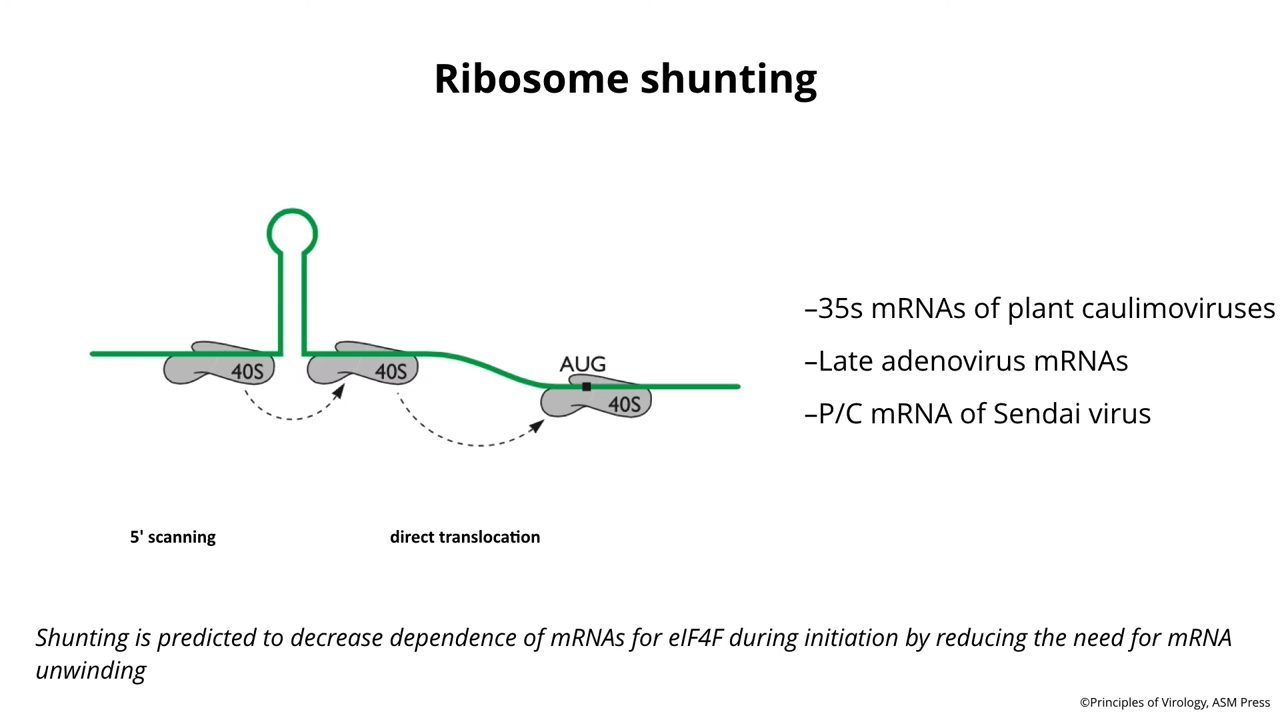 Ribosome shunting
40S
40S
AUG
40S
–35s mRNAs of plant caulimoviruses
–Late adenovirus mRNAs
–P/C mRNA of Sendai virus
5' scanning
direct translocation
Shunting is predicted to decrease dependence of mRNAs for eIF4F during initiation by reducing the need for mRNA
unwinding
©Principles of Virology, ASM Press